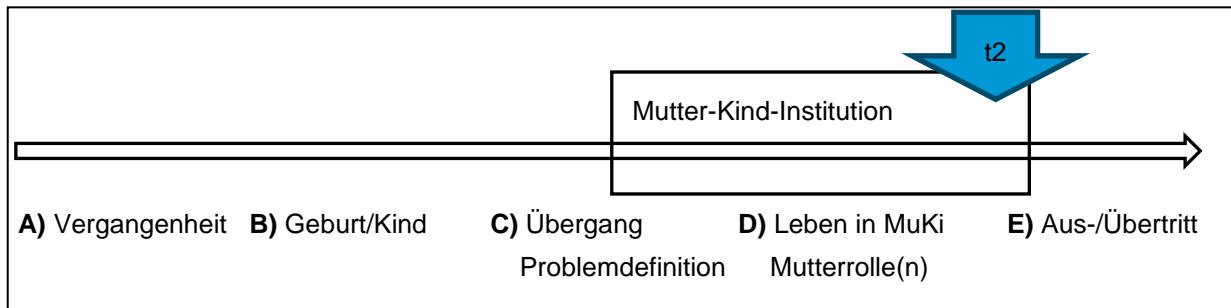 t2
Mutter-Kind-Institution
A) Vergangenheit B) Geburt/Kind C) Übergang D) Leben in MuKi E) Aus-/Übertritt
Problemdefinition Mutterrolle(n)